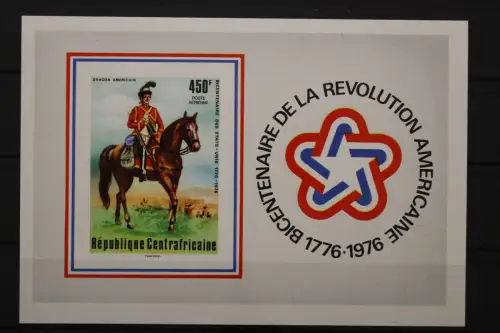 DRAGON AMERICAIN
450F
POSTE AERIENNE
BICENTENAIRE DES ETATS-UNIS 1776-1976
République Centrafricaine
BICENTENAIRE DE LA REVOLUTION AMERICAINE
1776·1976